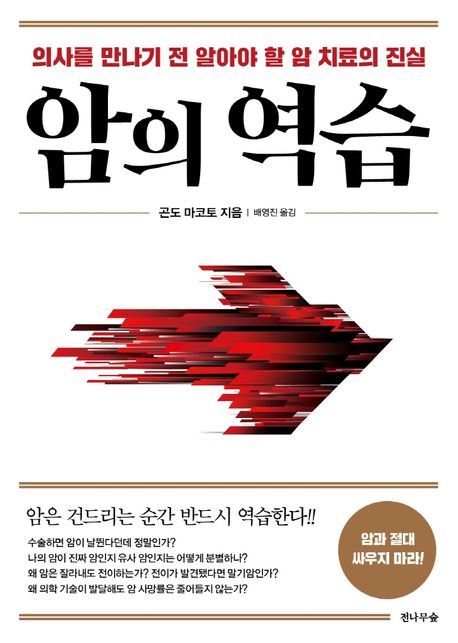 의사를 만나기 전 알아야 할 암 치료의 진실
암의 역습
곤도 마코토 지음 | 배영진 옮김
암은 건드리는 순간 반드시 역습한다!!
수술하면 암이 날뛴다던데 정말인가?
나의 암이 진짜 암인지 유사 암인지는 어떻게 분별하나?
왜 암은 잘라내도 전이하는가? 전이가 발견됐다면 말기암인가?
왜 의학 기술이 발달해도 암 사망률은 줄어들지 않는가?
암과 절대
싸우지 마라!
전나무숲